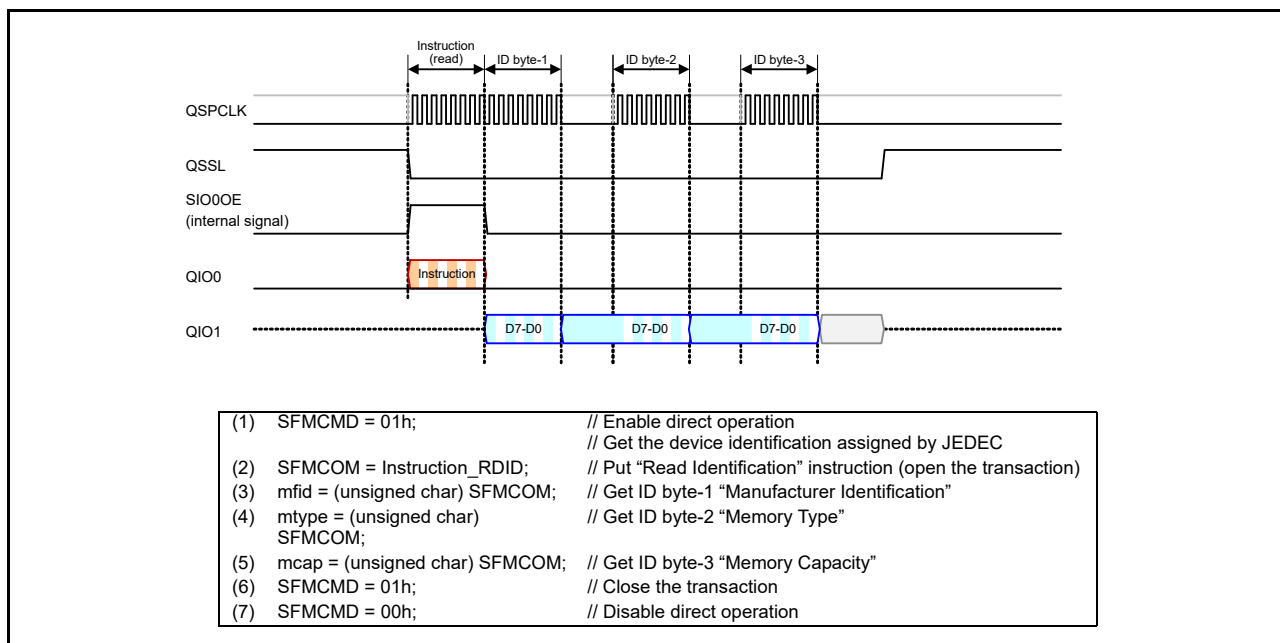 Instruction
(read)
ID byte-1
ID byte-2
ID byte-3
QSPCLK
QSSL
SIO0OE
(internal signal)
QIO0
Instruction
QIO1
D7-D0
D7-D0
D7-D0
(1) SFMCMD = 01h; // Enable direct operation
// Get the device identification assigned by JEDEC
(2) SFMCOM = Instruction_RDID; // Put “Read Identification” instruction (open the transaction)
(3) mfid = (unsigned char) SFMCOM; // Get ID byte-1 “Manufacturer Identification”
(4) mtype = (unsigned char) // Get ID byte-2 “Memory Type”
SFMCOM;
(5) mcap = (unsigned char) SFMCOM; // Get ID byte-3 “Memory Capacity”
(6) SFMCMD = 01h; // Close the transaction
(7) SFMCMD = 00h; // Disable direct operation